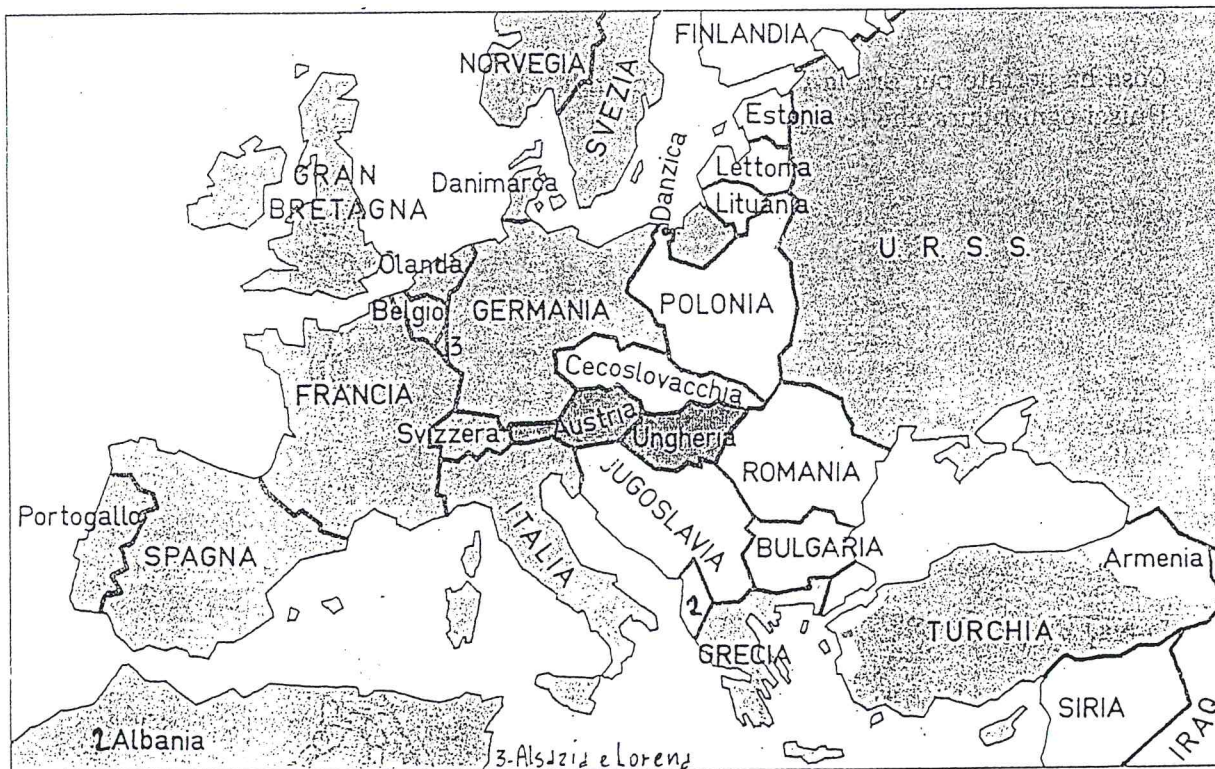 NORVEGIA
SVEZIA
FINLANDIA
Estonia
Lettonia
Lituania
Danzica
Danimarca
GRAN
BRETAGNA
U. R. S. S.
Olanda
Belgio
3
GERMANIA
POLONIA
FRANCIA
Cecoslovacchia
Svizzera
Austria
Ungheria
ROMANIA
JUGOSLAVIA
ITALIA
Portogallo
SPAGNA
BULGARIA
Armenia
2
GRECIA
TURCHIA
SIRIA
IRAQ
2 Albania
3-Alsazia e Lorena